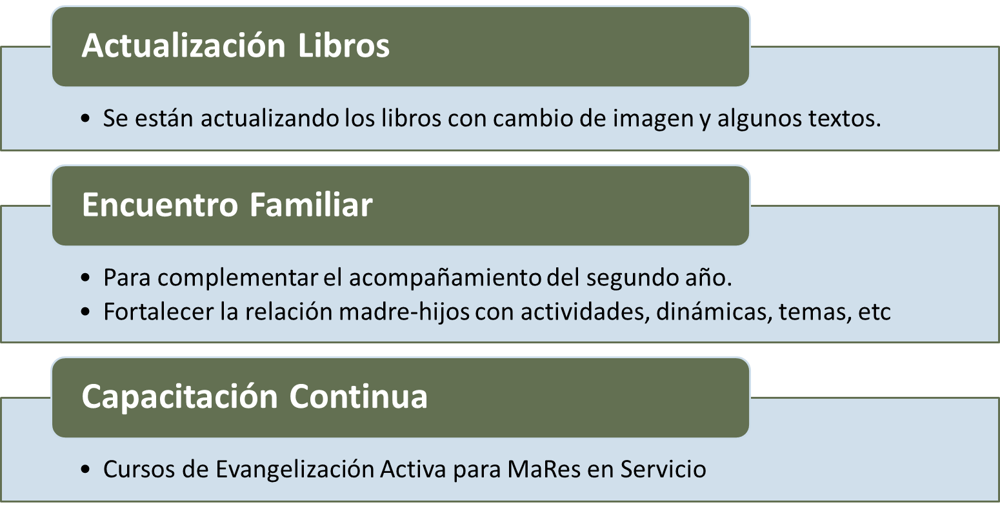 Actualización Libros
• Se están actualizando los libros con cambio de imagen y algunos textos.
Encuentro Familiar
• Para complementar el acompañamiento del segundo año.
• Fortalecer la relación madre-hijos con actividades, dinámicas, temas, etc
Capacitación Continua
• Cursos de Evangelización Activa para MaRes en Servicio